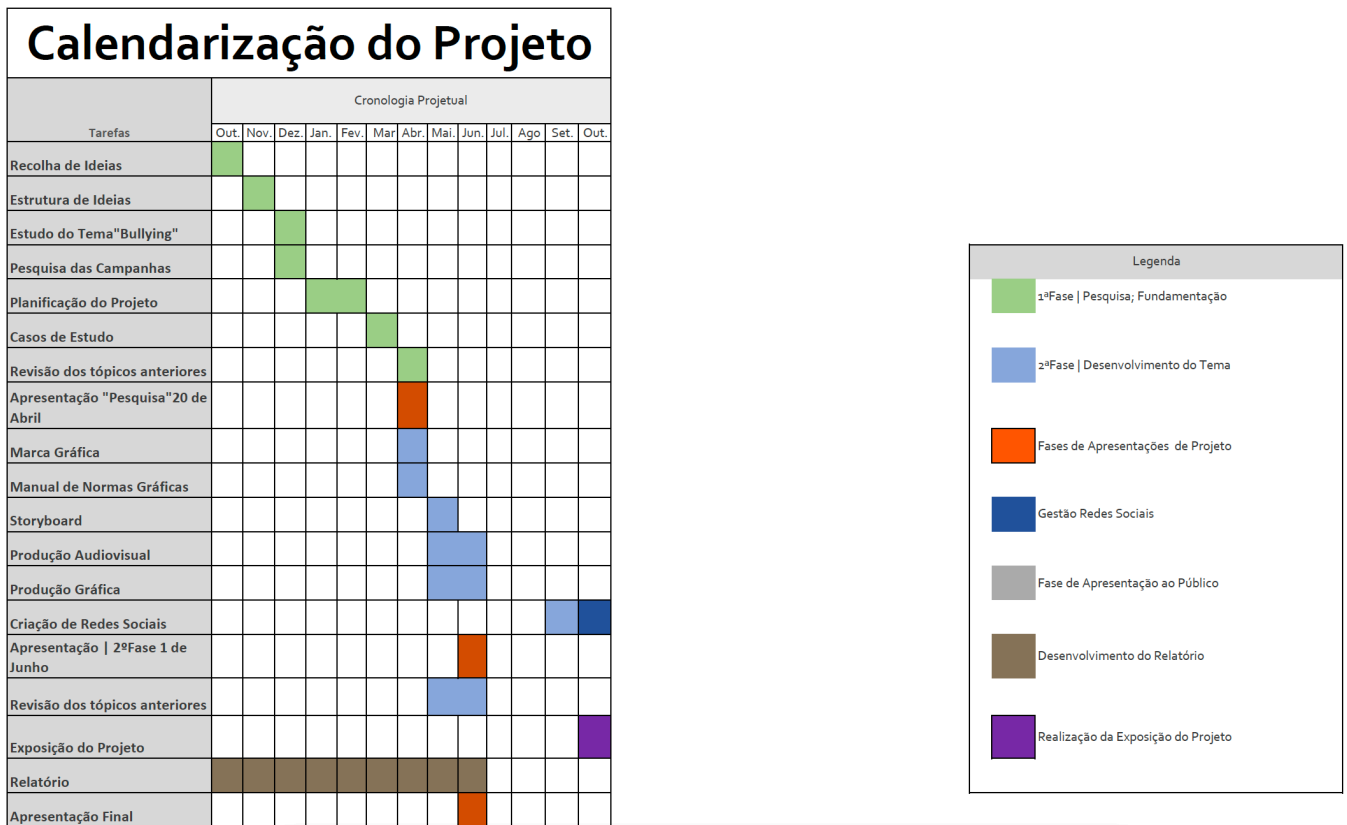 Calendarização do Projeto
Cronologia Projetual
Tarefas
Out. Nov. Dez. Jan. Fev. Mar Abr. Mai. Jun. Jul. Ago Set. Out.
Recolha de Ideias
Estrutura de Ideias
Estudo do Tema"Bullying"
Pesquisa das Campanhas
Planificação do Projeto
Casos de Estudo
Revisão dos tópicos anteriores
Apresentação "Pesquisa"20 de
Abril
Marca Gráfica
Manual de Normas Gráficas
Storyboard
Produção Audiovisual
Produção Gráfica
Criação de Redes Sociais
Apresentação | 2ºFase 1 de
Junho
Revisão dos tópicos anteriores
Exposição do Projeto
Relatório
Apresentação Final
Legenda
1ªFase | Pesquisa; Fundamentação
2ªFase | Desenvolvimento do Tema
Fases de Apresentações de Projeto
Gestão Redes Sociais
Fase de Apresentação ao Público
Desenvolvimento do Relatório
Realização da Exposição do Projeto